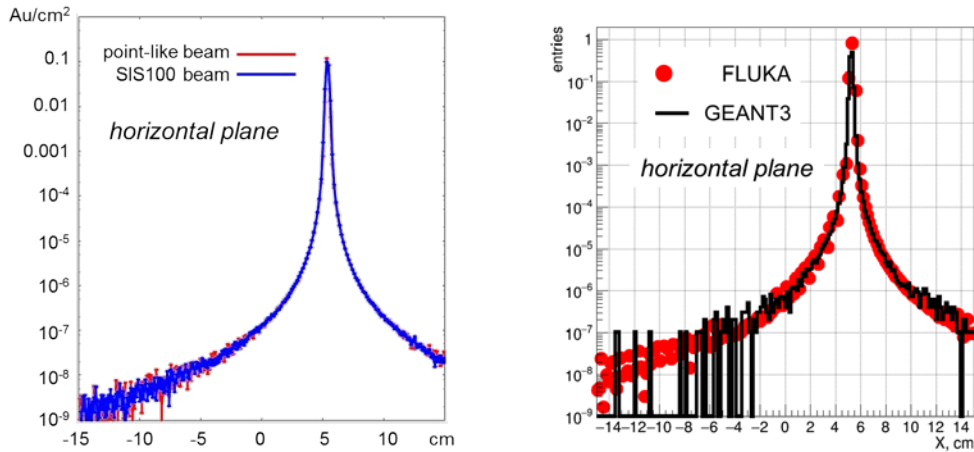 Au/cm²
0.1
0.01
0.001
10⁻⁴
10⁻⁵
10⁻⁶
10⁻⁷
10⁻⁸
10⁻⁹
point-like beam
SIS100 beam
horizontal plane
-15 -10 -5 0 5 10 cm
entries
1
10⁻¹
10⁻²
10⁻³
10⁻⁴
10⁻⁵
10⁻⁶
10⁻⁷
10⁻⁸
10⁻⁹
FLUKA
GEANT3
horizontal plane
−14 −12 −10 −8 −6 −4 −2 0 2 4 6 8 10 12 14
X, cm